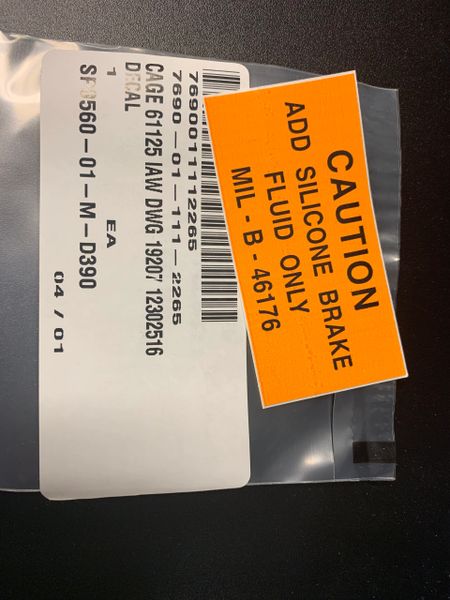 7690011112265
7690-01-111-2265
CAGE 61125 IAW DWG 19207 12302516
DECAL
1 EA
SP0560-01-M-D390
04 / 01
CAUTION
ADD SILICONE BRAKE
FLUID ONLY
MIL - B - 46176